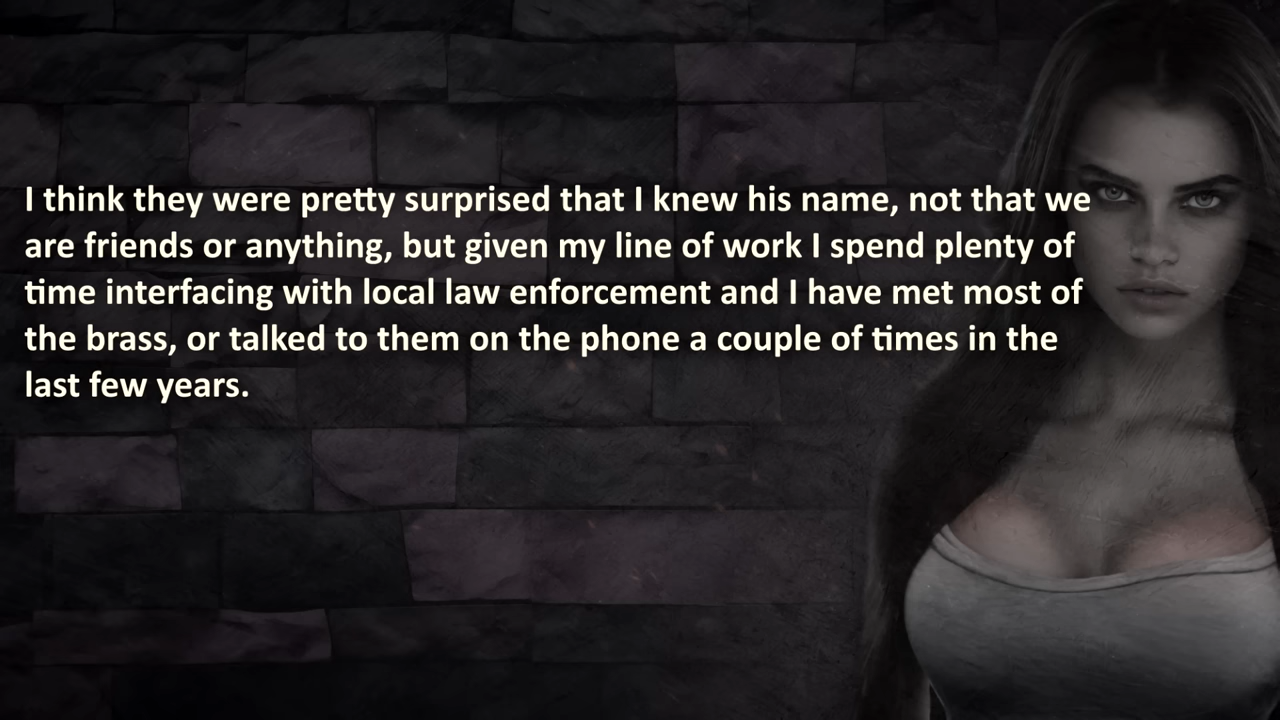 I think they were pretty surprised that I knew his name, not that we
are friends or anything, but given my line of work I spend plenty of
time interfacing with local law enforcement and I have met most of
the brass, or talked to them on the phone a couple of times in the
last few years.